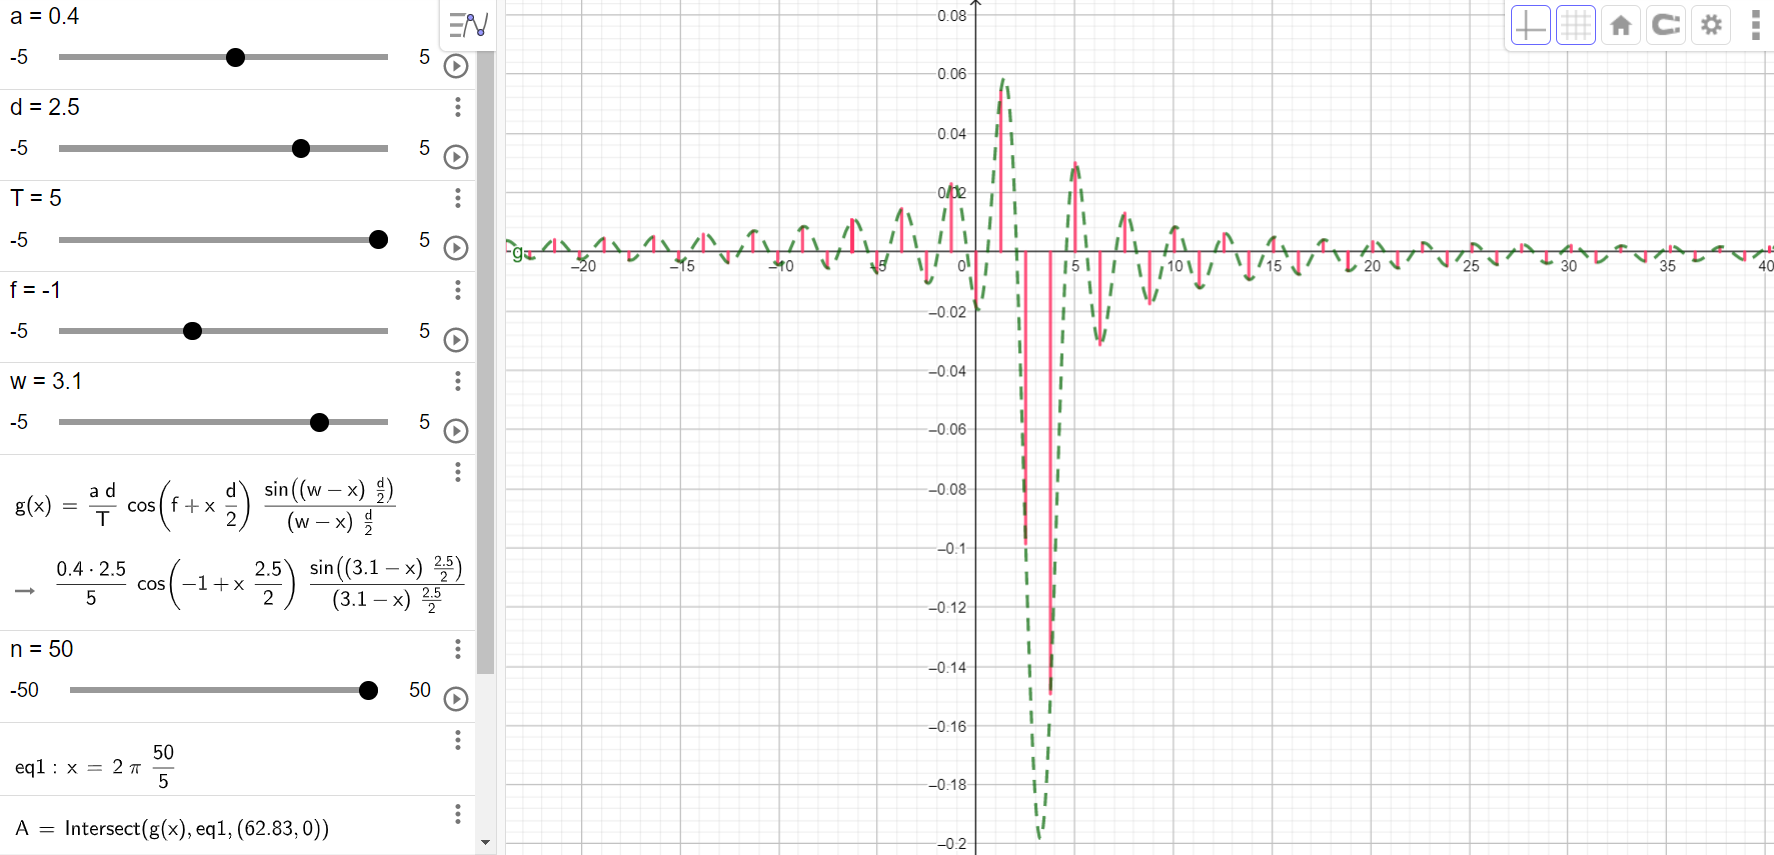 a = 0.4
-5 5
d = 2.5
-5 5
T = 5
-5 5
f = -1
-5 5
w = 3.1
-5 5
g(x) = a d / T cos(f + x d/2) sin((w − x) d/2) / (w − x) d/2
→ 0.4 · 2.5 / 5 cos(−1 + x 2.5/2) sin((3.1 − x) 2.5/2) / (3.1 − x) 2.5/2
n = 50
-50 50
eq1 : x = 2 π 50/5
A = Intersect(g(x), eq1, (62.83, 0))
0.08
0.06
0.04
0.02
g
−20 −15 −10 −5 0 5 10 15 20 25 30 35 40
−0.02
−0.04
−0.06
−0.08
−0.1
−0.12
−0.14
−0.16
−0.18
−0.2